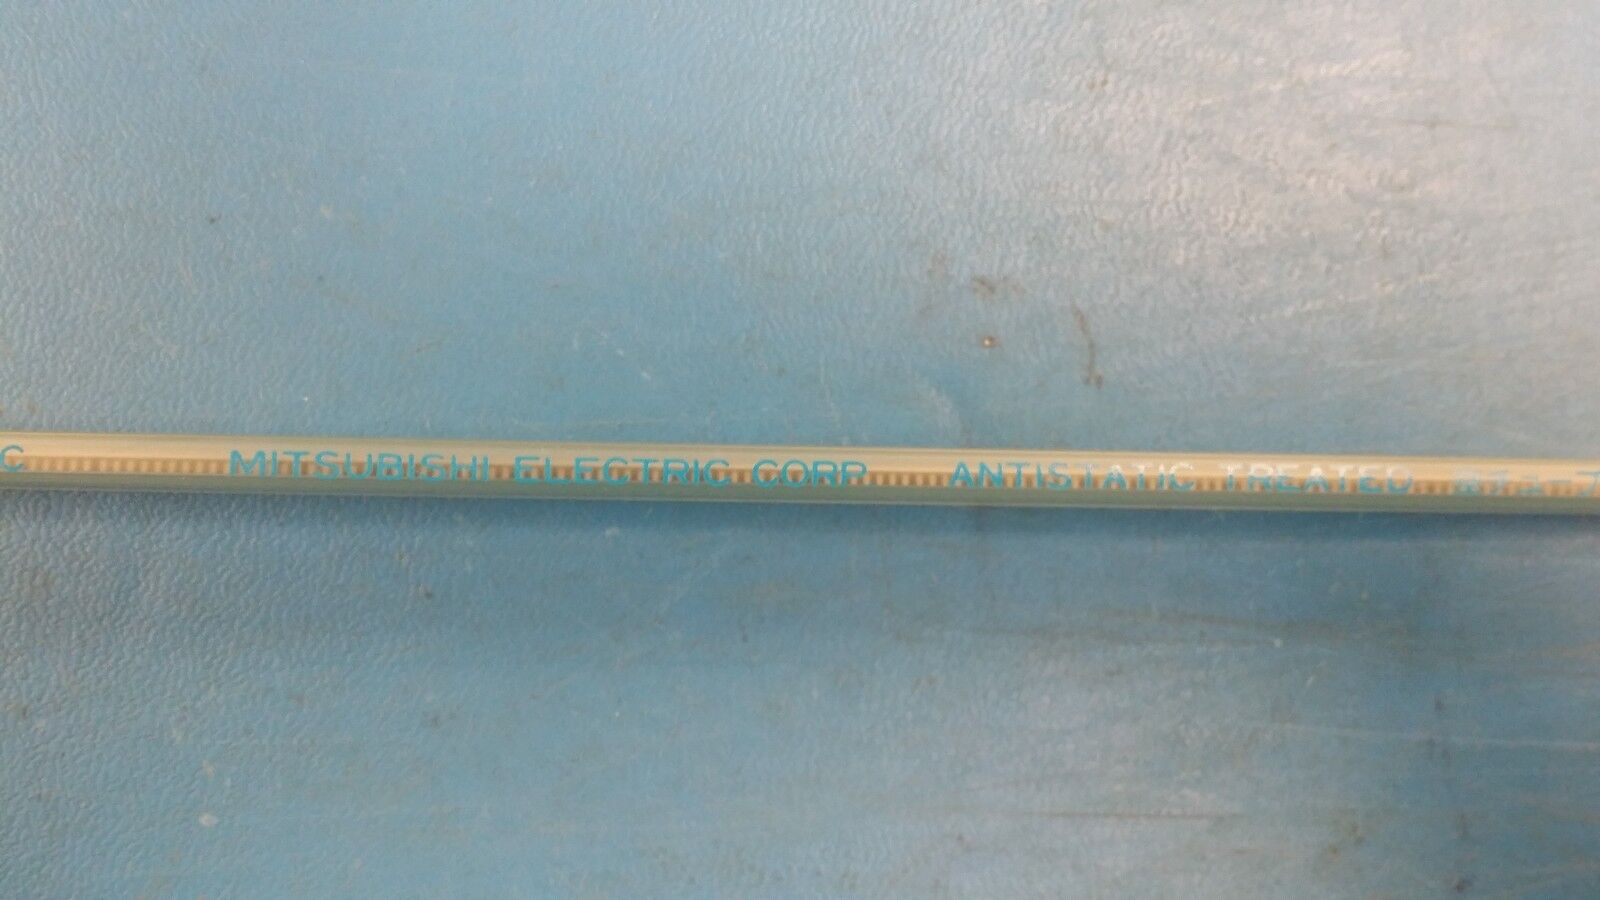 C MITSUBISHI ELECTRIC CORP ANTISTATIC TREATED